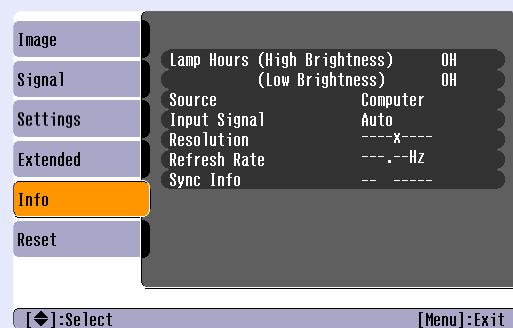 Image
Signal
Settings
Extended
Info
Reset
Lamp Hours (High Brightness) 0H
(Low Brightness) 0H
Source Computer
Input Signal Auto
Resolution ----x----
Refresh Rate ---.--Hz
Sync Info -- -----
[◆]:Select [Menu]:Exit